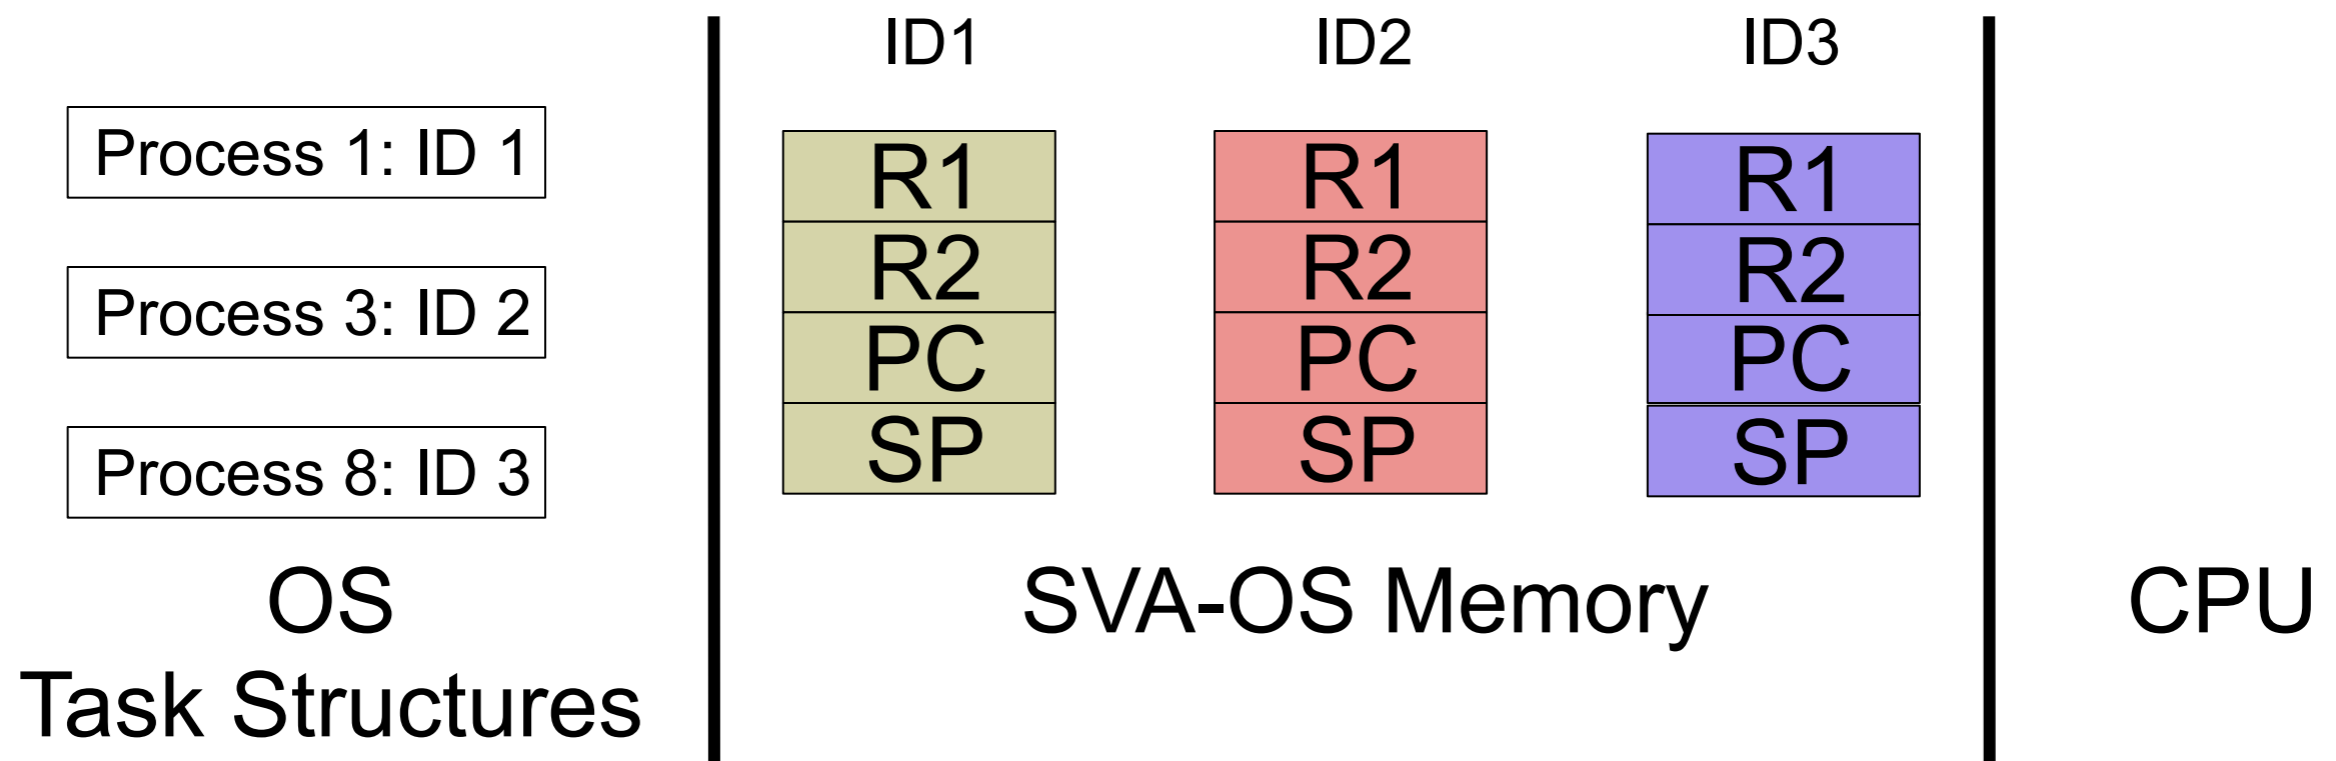 ID1
ID2
ID3
Process 1: ID 1
Process 3: ID 2
Process 8: ID 3
R1
R2
PC
SP
R1
R2
PC
SP
R1
R2
PC
SP
OS
Task Structures
SVA-OS Memory
CPU